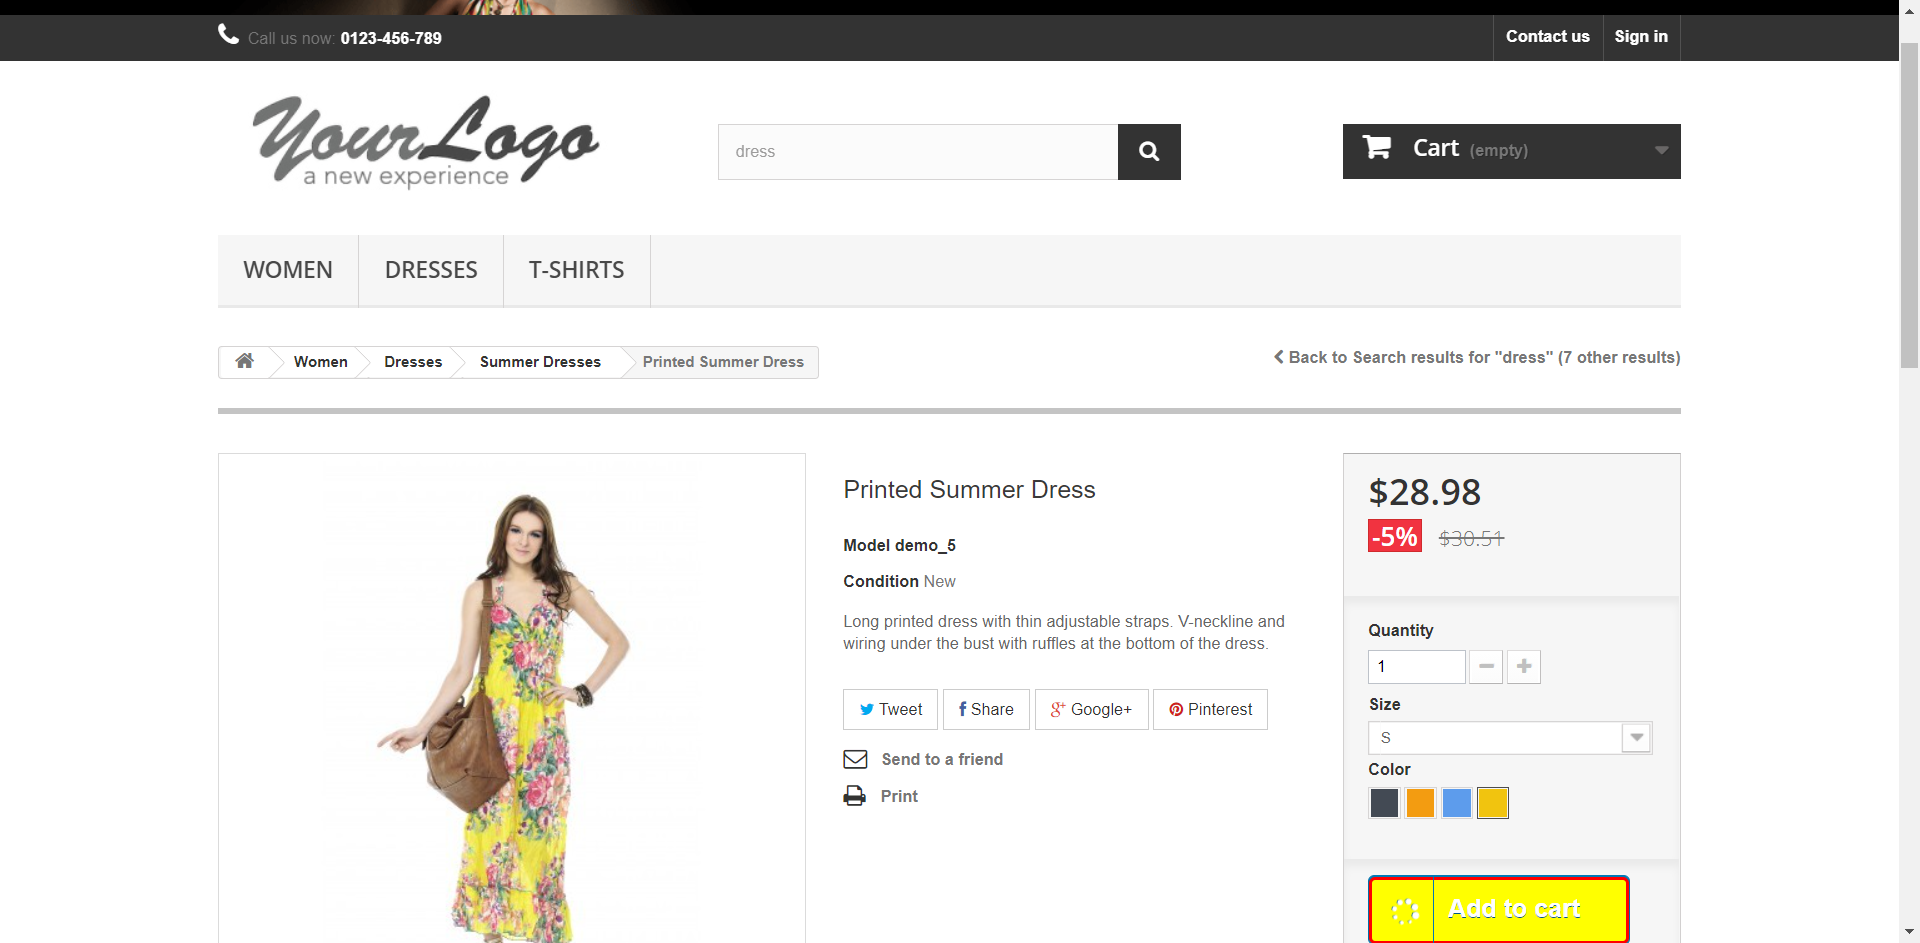 Call us now: 0123-456-789
Contact us
Sign in
YourLogo
a new experience
dress
Cart (empty)
WOMEN
DRESSES
T-SHIRTS
Women
Dresses
Summer Dresses
Printed Summer Dress
Back to Search results for "dress" (7 other results)
Printed Summer Dress
Model demo_5
Condition New
Long printed dress with thin adjustable straps. V-neckline and
wiring under the bust with ruffles at the bottom of the dress.
Tweet
Share
Google+
Pinterest
Send to a friend
Print
$28.98
-5% $30.51
Quantity
1
Size
S
Color
Add to cart